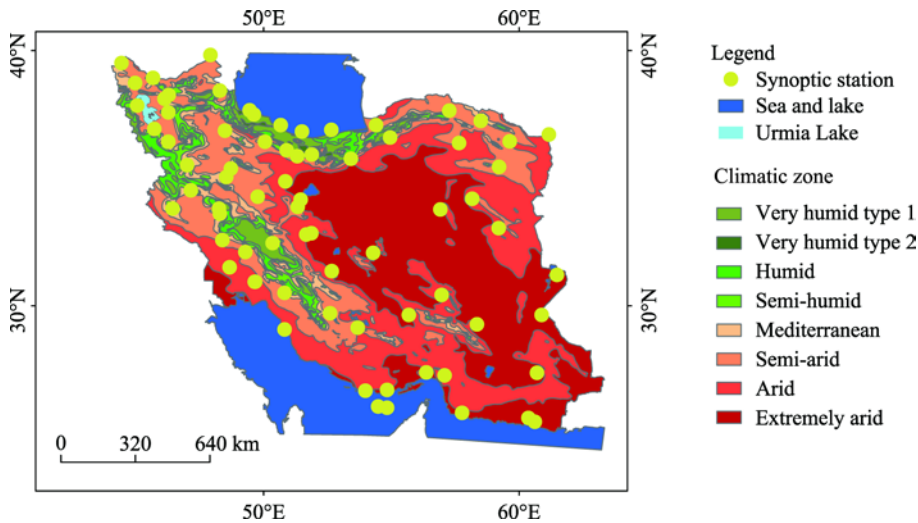 50°E 60°E
40°N 40°N
30°N 30°N
0 320 640 km
50°E 60°E
Legend
Synoptic station
Sea and lake
Urmia Lake
Climatic zone
Very humid type 1
Very humid type 2
Humid
Semi-humid
Mediterranean
Semi-arid
Arid
Extremely arid